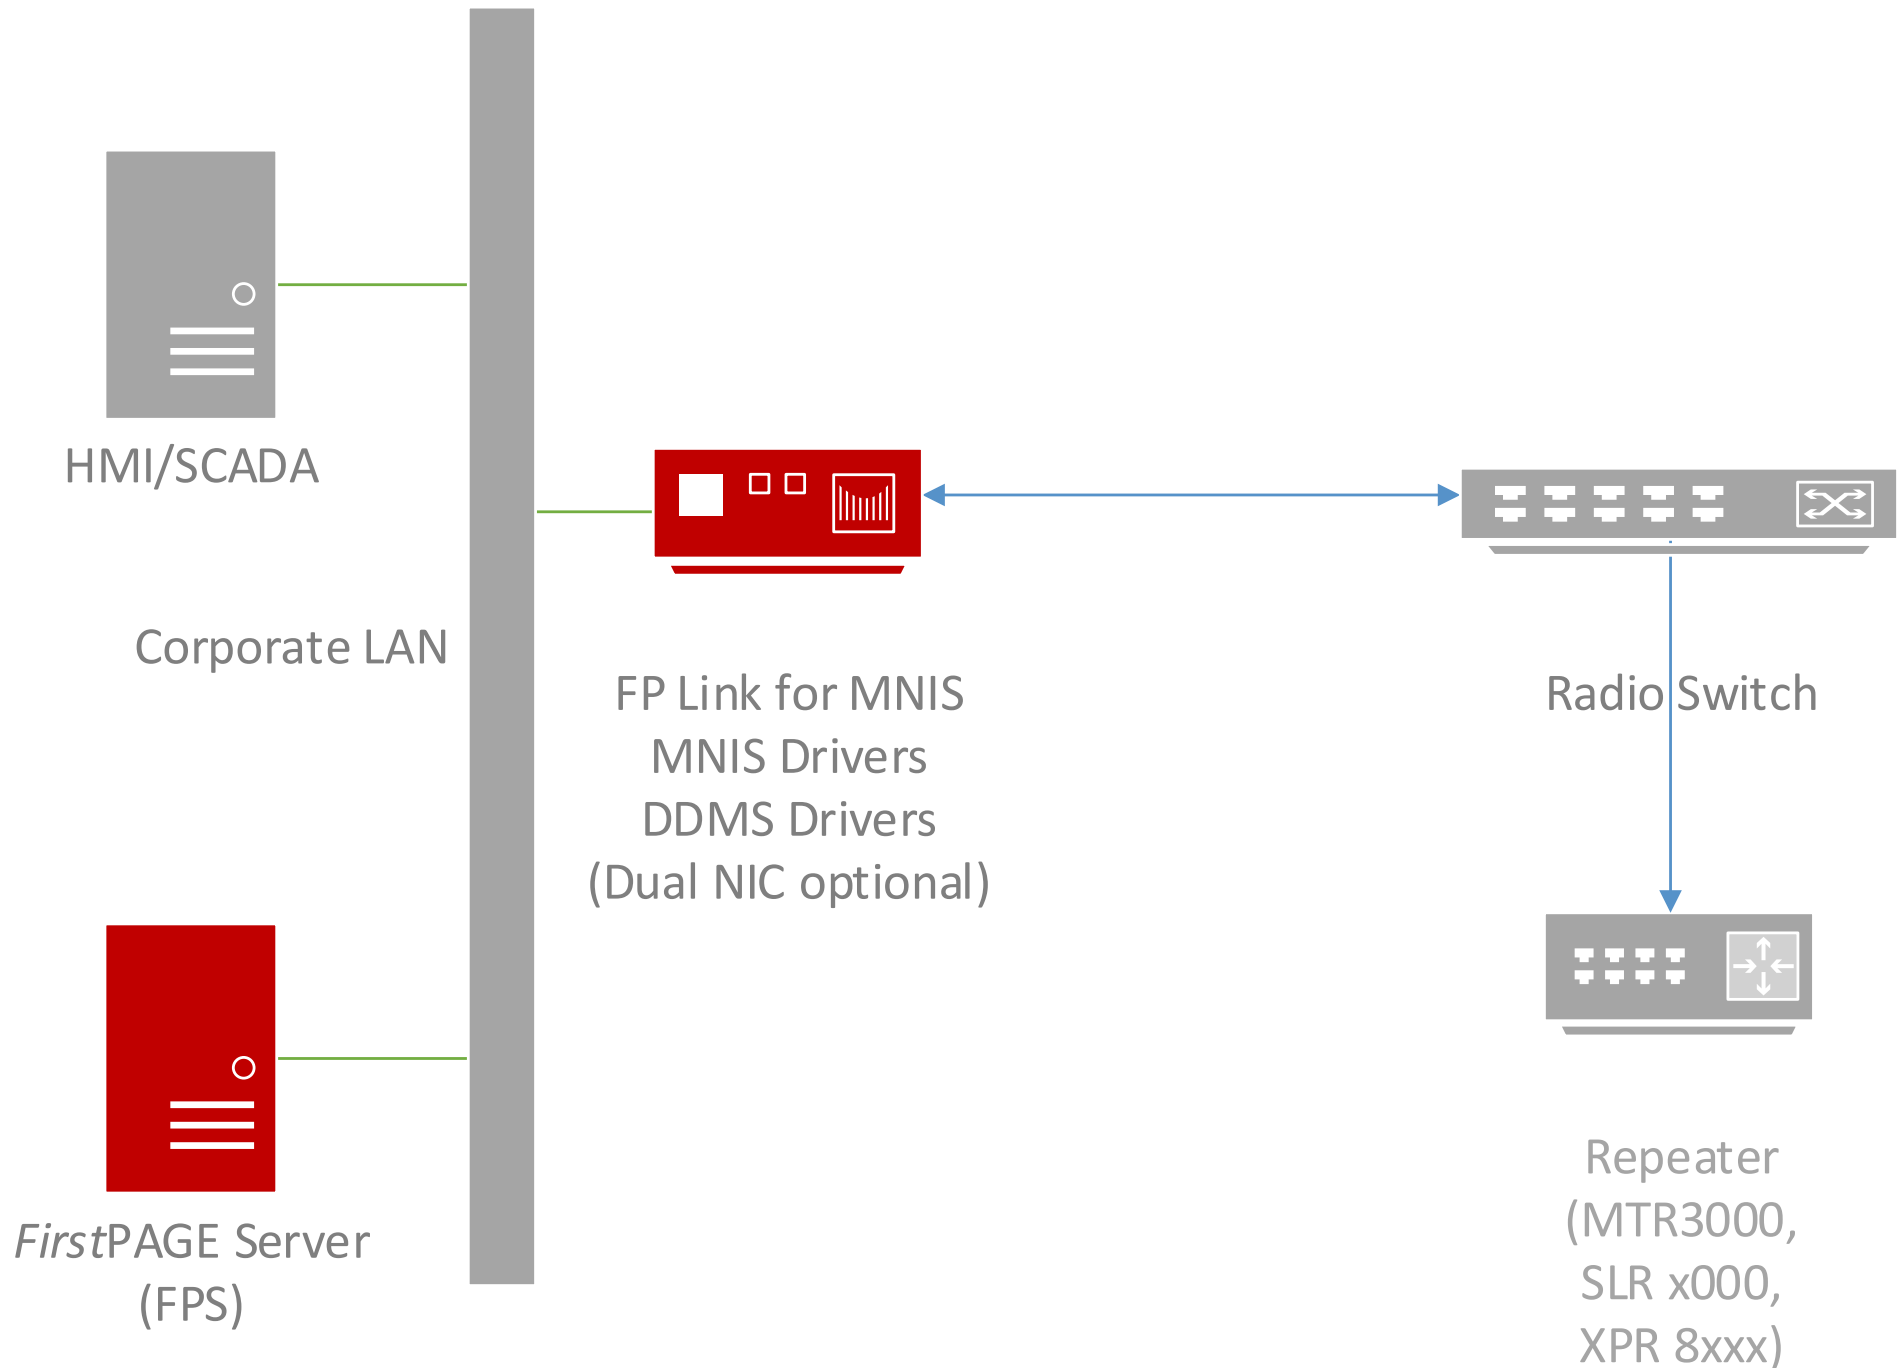 HMI/SCADA
Corporate LAN
FP Link for MNIS
MNIS Drivers
DDMS Drivers
(Dual NIC optional)
Radio Switch
FirstPAGE Server
(FPS)
Repeater
(MTR3000,
SLR x000,
XPR 8xxx)